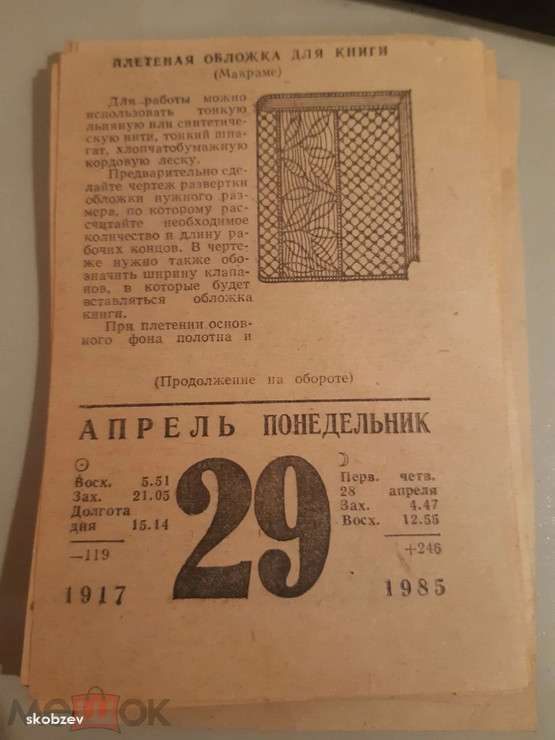 ПЛЕТЕНАЯ ОБЛОЖКА ДЛЯ КНИГИ
(Макраме)
Для работы можно
использовать тонкую
льняную или синтетиче-
скую нити, тонкий шпа-
гат, хлопчатобумажную
кордовую леску.
Предварительно сде-
лайте чертеж развертки
обложки нужного раз-
мера, по которому рас-
считайте необходимое
количество и длину ра-
бочих концов. В черте-
же нужно также обо-
значить ширину клапа-
нов, в которые будет
вставляться обложка
книги.
При плетении основ-
ного фона полотна и
(Продолжение на обороте)
АПРЕЛЬ ПОНЕДЕЛЬНИК
Восх. 5.51
Зах. 21.05
Долгота
дня 15.14
—119
29
Перв. четв.
28 апреля
Зах. 4.47
Восх. 12.55
+246
1917
1985
мешок
skobzev